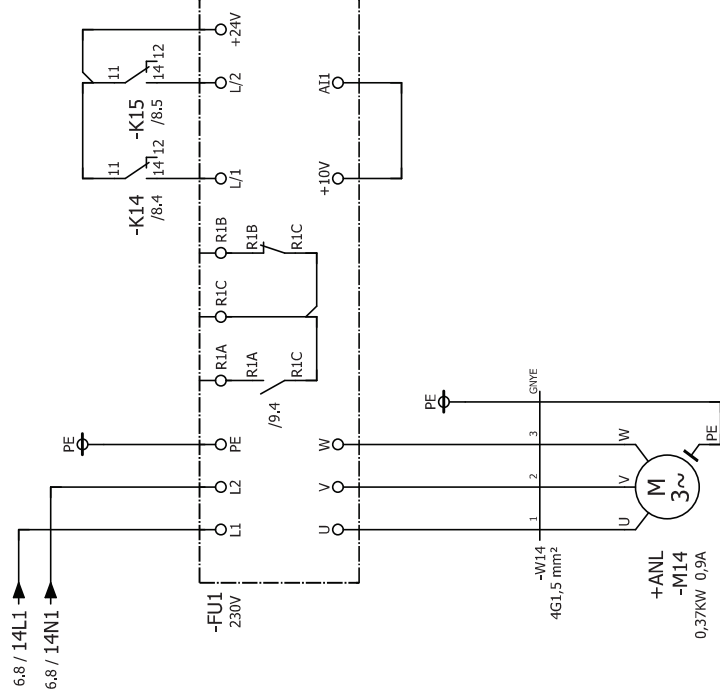 +24V
11
14
12
-K15
/8.5
L/2
AI1
11
14
12
-K14
/8.4
L/1
+10V
R1B
R1B
R1C
R1C
R1A
R1A
R1C
/9.4
PE
PE
W
PE
GNYE
L2
V
3
W
PE
L1
U
2
V
M
3~
1
U
-FU1
230V
-W14
4G1,5 mm²
+ANL
-M14
0,37KW 0,9A
6.8 / 14L1
6.8 / 14N1